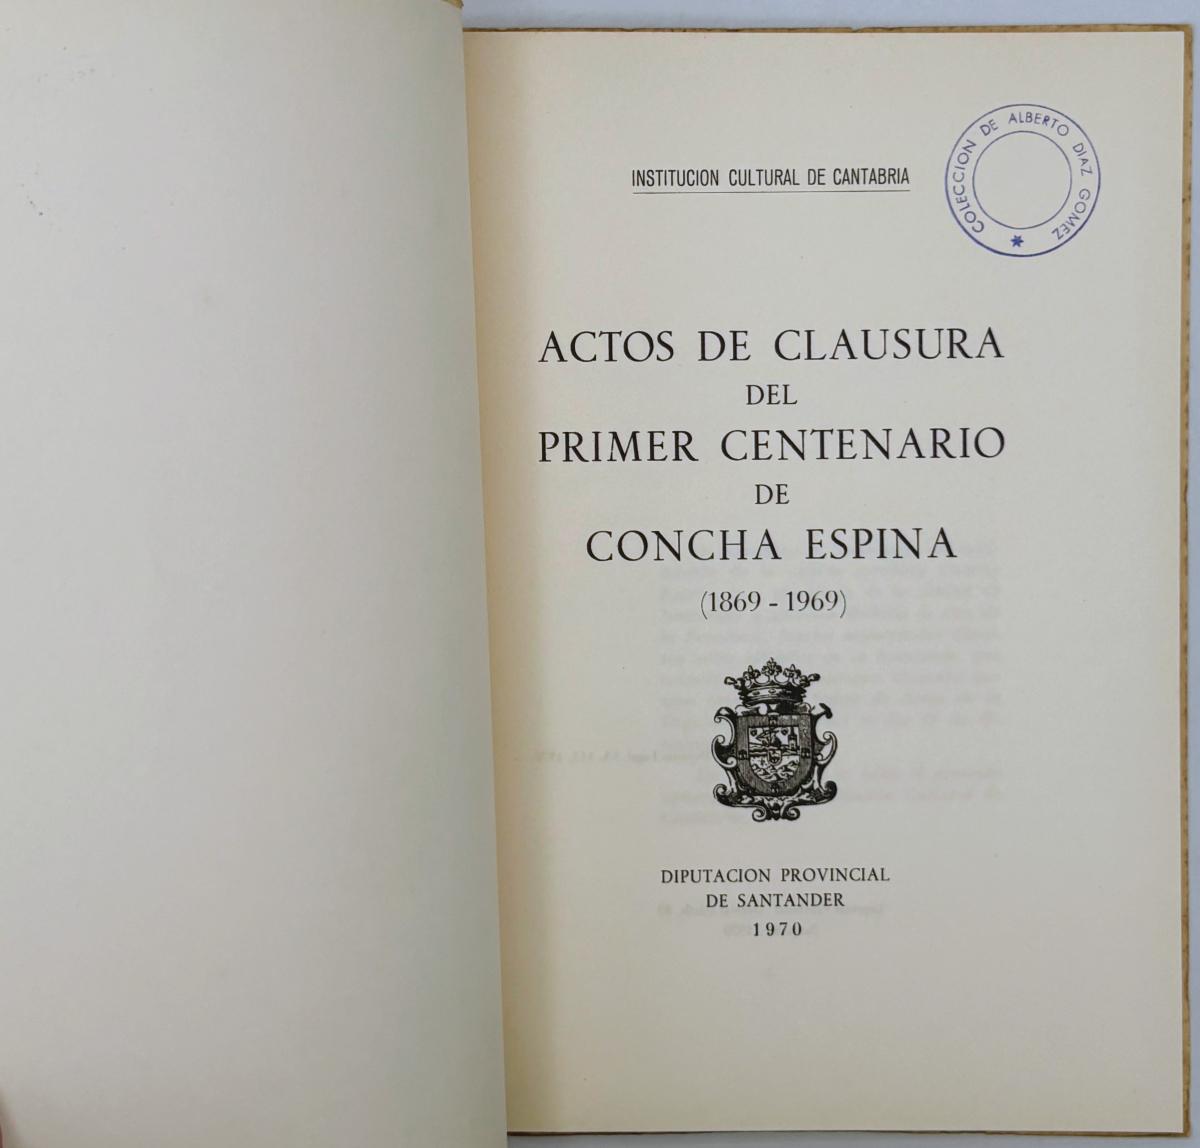 INSTITUCION CULTURAL DE CANTABRIA
COLECCION DE ALBERTO DIAZ GOMEZ
ACTOS DE CLAUSURA
DEL
PRIMER CENTENARIO
DE
CONCHA ESPINA
(1869 - 1969)
DIPUTACION PROVINCIAL
DE SANTANDER
1970